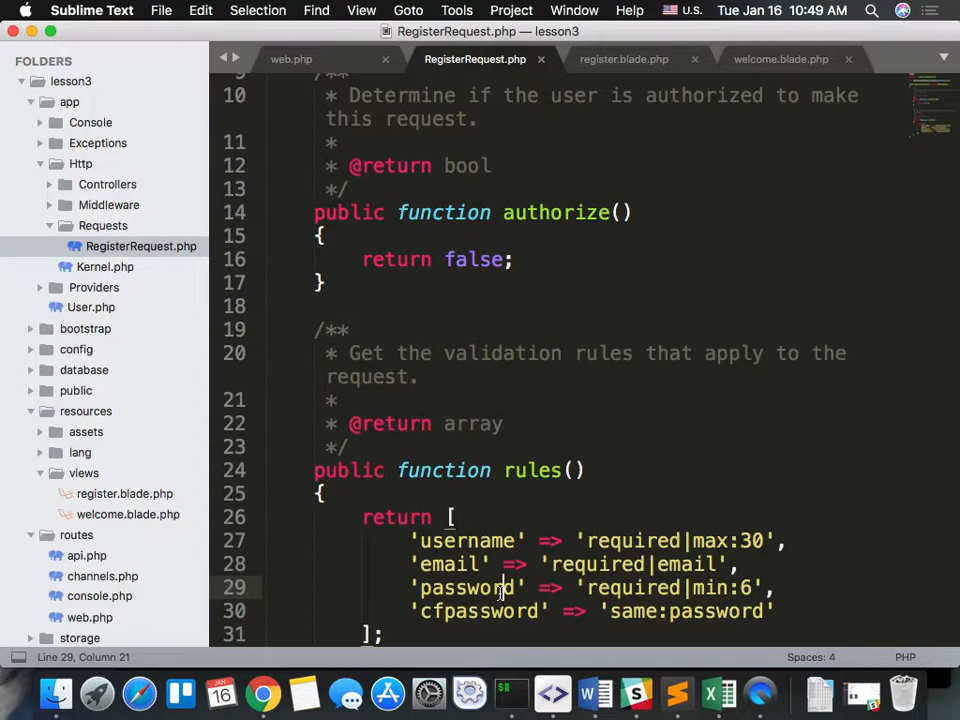 Sublime Text File Edit Selection Find View Goto Tools Project Window Help U.S. Tue Jan 16 10:49 AM
RegisterRequest.php — lesson3
FOLDERS
lesson3
app
Console
Exceptions
Http
Controllers
Middleware
Requests
RegisterRequest.php
Kernel.php
Providers
User.php
bootstrap
config
database
public
resources
assets
lang
views
register.blade.php
welcome.blade.php
routes
api.php
channels.php
console.php
web.php
storage
web.php RegisterRequest.php register.blade.php welcome.blade.php
9 /**
10 * Determine if the user is authorized to make
this request.
11 *
12 * @return bool
13 */
14 public function authorize()
15 {
16 return false;
17 }
18
19 /**
20 * Get the validation rules that apply to the
request.
21 *
22 * @return array
23 */
24 public function rules()
25 {
26 return [
27 'username' => 'required|max:30',
28 'email' => 'required|email',
29 'password' => 'required|min:6',
30 'cfpassword' => 'same:password'
31 ];
Line 29, Column 21 Spaces: 4 PHP